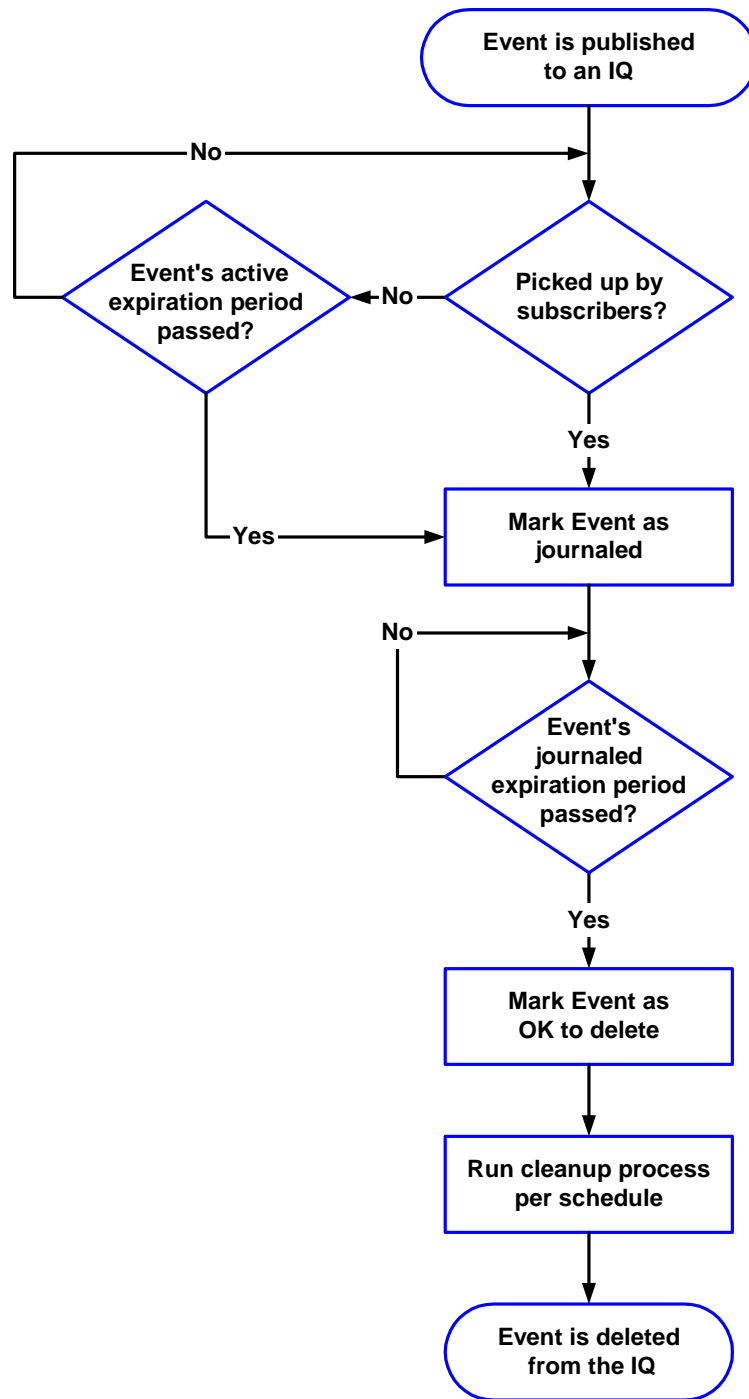 Event is published
to an IQ
No
Event's active
expiration period
passed?
No
Picked up by
subscribers?
Yes
Yes
Mark Event as
journaled
No
Event's
journaled
expiration period
passed?
Yes
Mark Event as
OK to delete
Run cleanup process
per schedule
Event is deleted
from the IQ